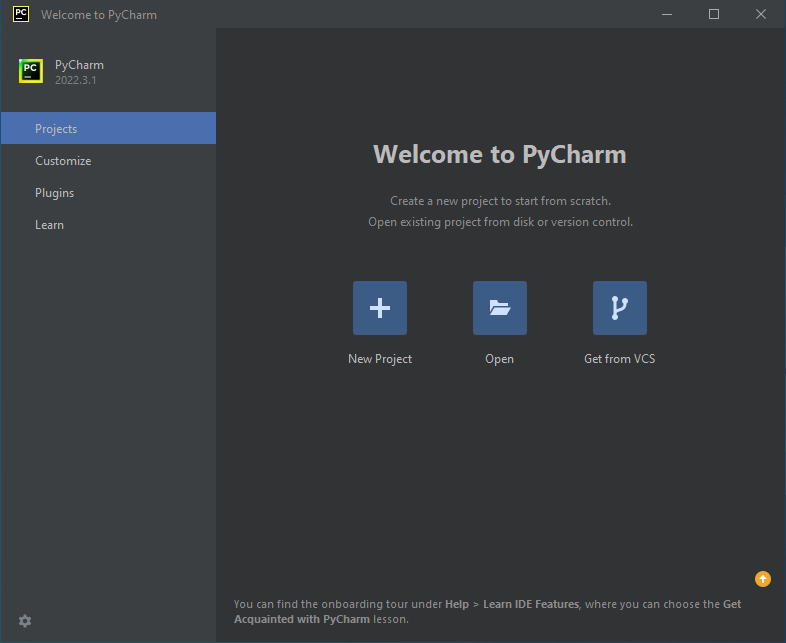 PC
Welcome to PyCharm
PC
PyCharm
2022.3.1
Projects
Customize
Plugins
Learn
Welcome to PyCharm
Create a new project to start from scratch.
Open existing project from disk or version control.
New Project
Open
Get from VCS
You can find the onboarding tour under Help > Learn IDE Features, where you can choose the Get
Acquainted with PyCharm lesson.